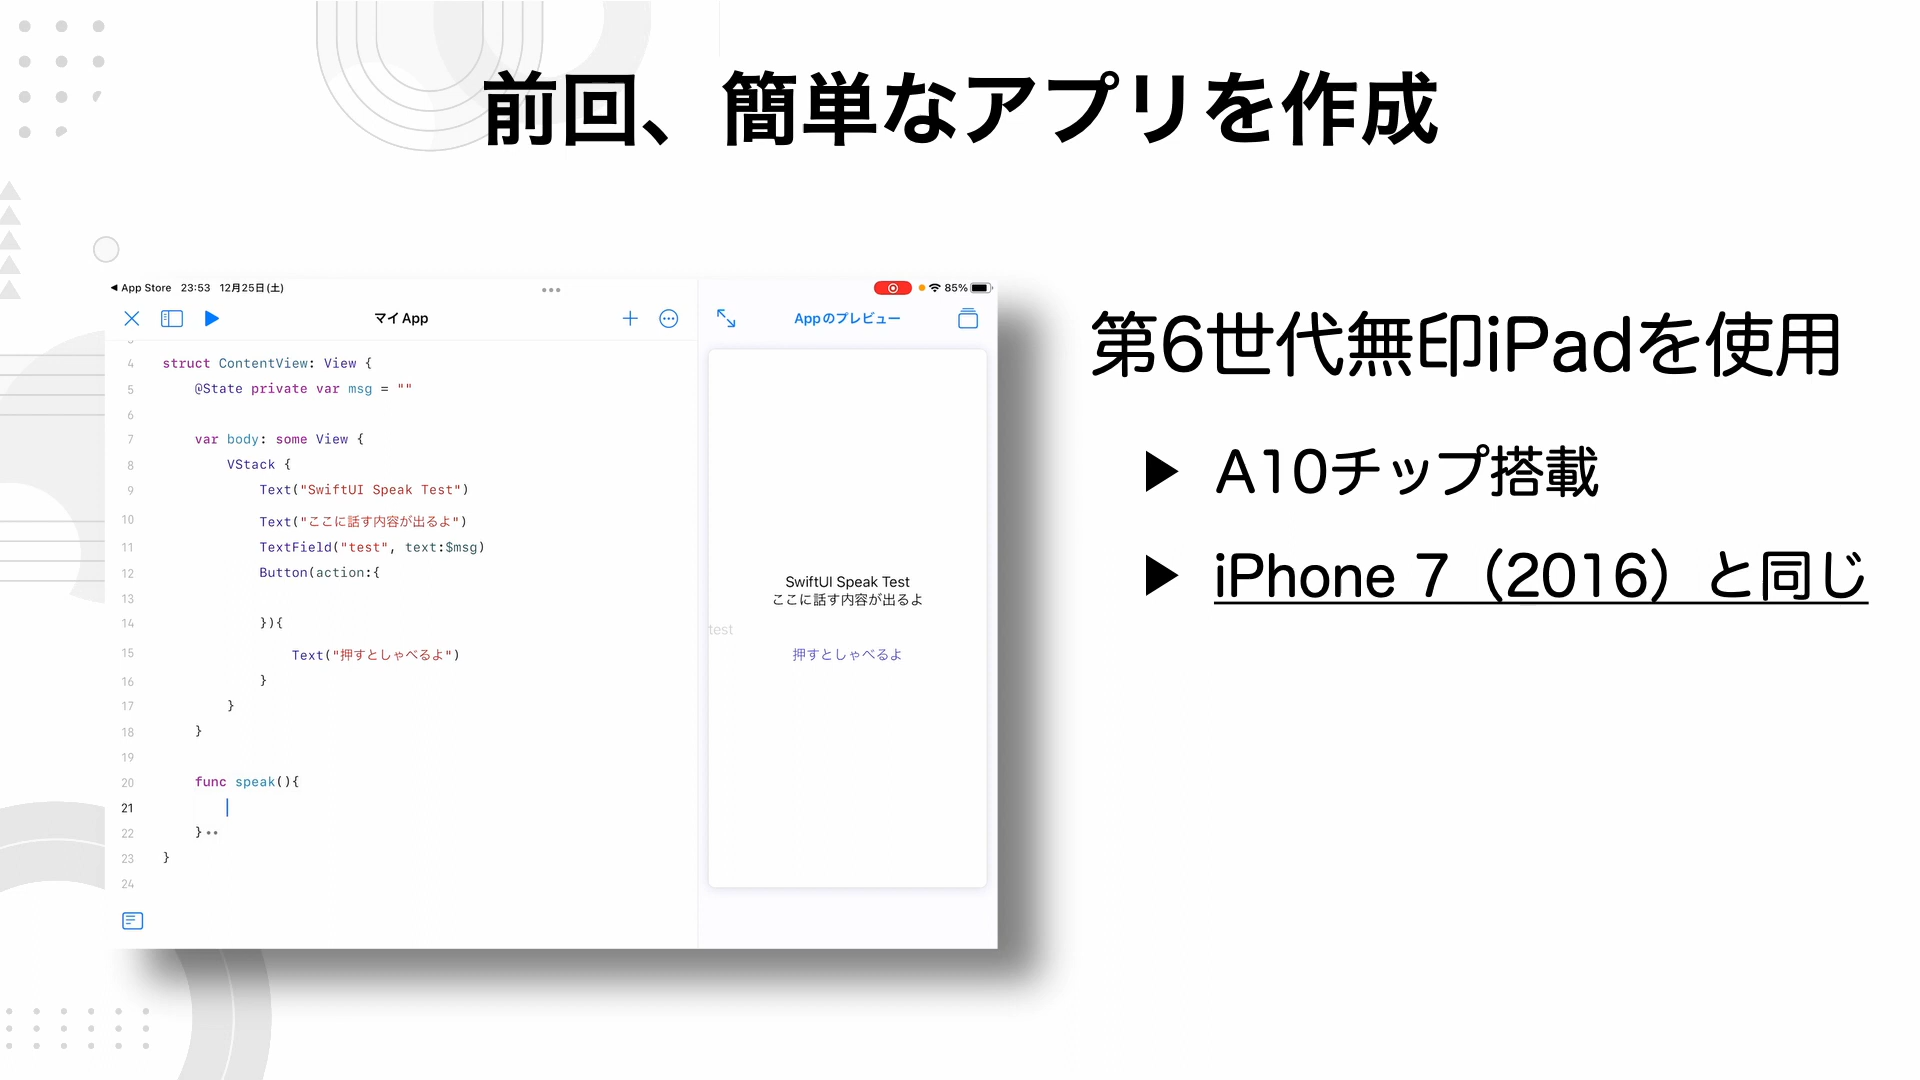 前回、簡単なアプリを作成
◀ App Store 23:53 12月25日(土)
85%
マイ App
Appのプレビュー
4 struct ContentView: View {
5 @State private var msg = ""
6
7 var body: some View {
8 VStack {
9 Text("SwiftUI Speak Test")
10 Text("ここに話す内容が出るよ")
11 TextField("test", text:$msg)
12 Button(action:{
13
14 }){
15 Text("押すとしゃべるよ")
16 }
17 }
18 }
19
20 func speak(){
21
22 }
23 }
24
SwiftUI Speak Test
ここに話す内容が出るよ
test
押すとしゃべるよ
第6世代無印iPadを使用
▶ A10チップ搭載
▶ iPhone 7（2016）と同じ